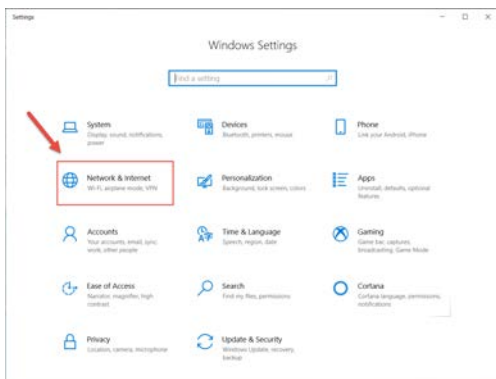 Settings
Windows Settings
Find a setting
System
Display, sound, notifications,
power
Devices
Bluetooth, printers, mouse
Phone
Link your Android, iPhone
Network & Internet
Wi-Fi, airplane mode, VPN
Personalization
Background, lock screen, colors
Apps
Uninstall, defaults, optional
features
Accounts
Your accounts, email, sync,
work, other people
Time & Language
Speech, region, date
Gaming
Game bar, captures,
broadcasting, Game Mode
Ease of Access
Narrator, magnifier, high
contrast
Search
Find my files, permissions
Cortana
Cortana language, permissions,
notifications
Privacy
Location, camera, microphone
Update & Security
Windows Update, recovery,
backup